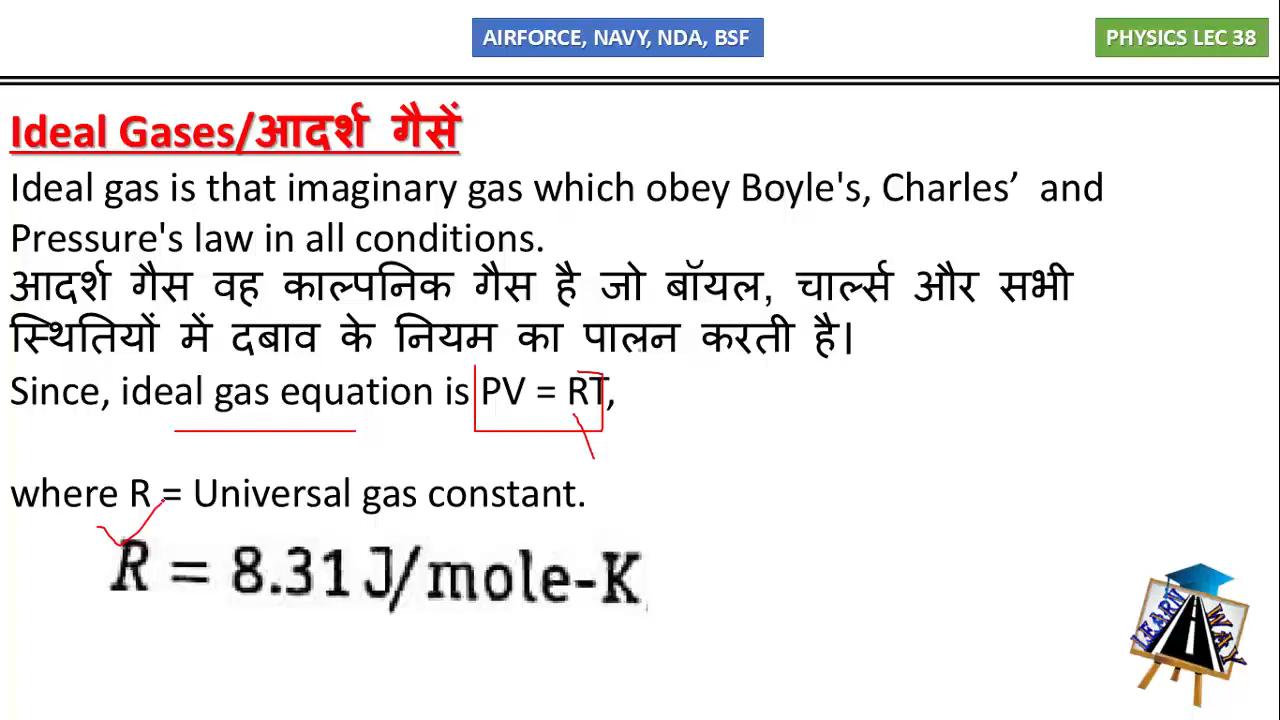 AIRFORCE, NAVY, NDA, BSF
PHYSICS LEC 38
Ideal Gases/आदर्श गैसें
Ideal gas is that imaginary gas which obey Boyle's, Charles’ and
Pressure's law in all conditions.
आदर्श गैस वह काल्पनिक गैस है जो बॉयल, चार्ल्स और सभी
स्थितियों में दबाव के नियम का पालन करती है।
Since, ideal gas equation is PV = RT,
where R = Universal gas constant.
R = 8.31 J/mole-K
LEARN WAY